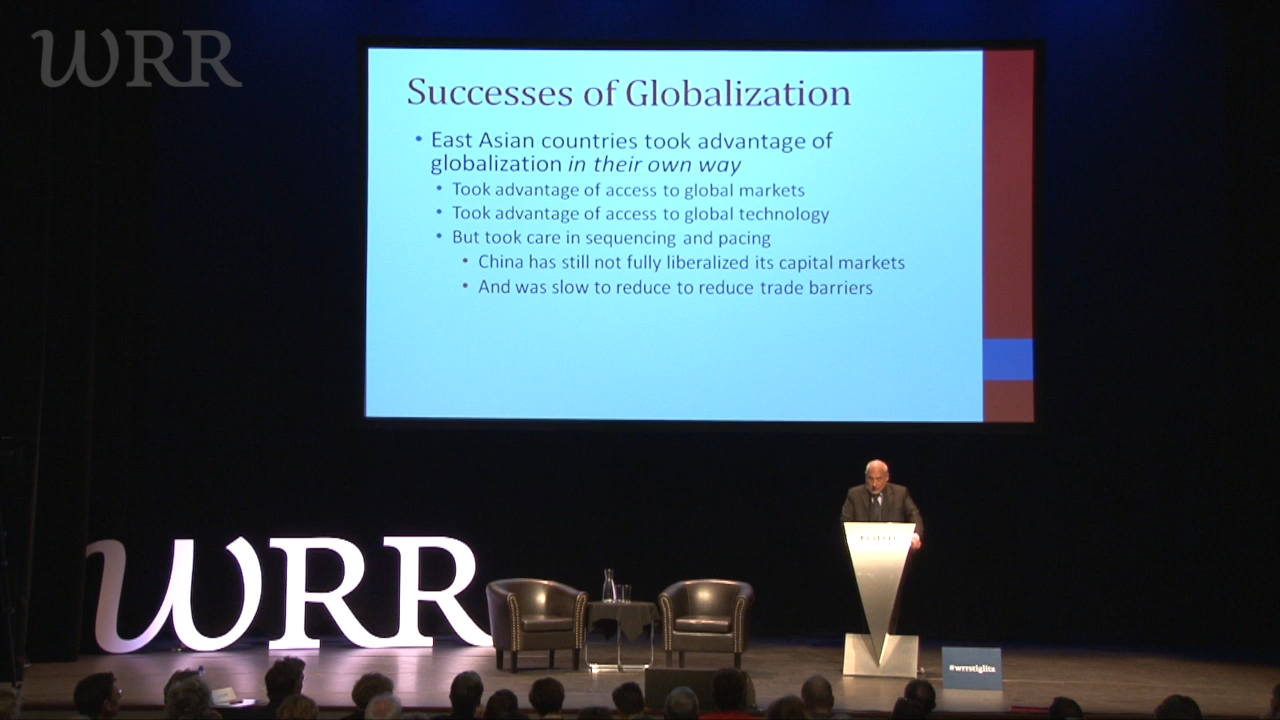 WRR
Successes of Globalization
• East Asian countries took advantage of
globalization in their own way
• Took advantage of access to global markets
• Took advantage of access to global technology
• But took care in sequencing and pacing
• China has still not fully liberalized its capital markets
• And was slow to reduce to reduce trade barriers
WRR
#wrrstiglitz